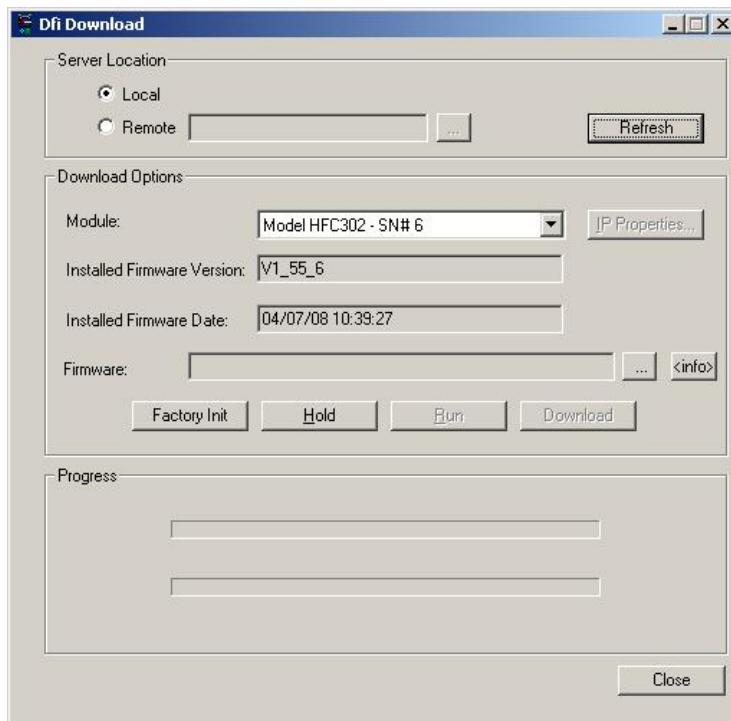 Dfi Download
Server Location
Local
Remote ...
Refresh
Download Options
Module: Model HFC302 - SN# 6 IP Properties...
Installed Firmware Version: V1_55_6
Installed Firmware Date: 04/07/08 10:39:27
Firmware: ... <info>
Factory Init Hold Run Download
Progress
Close